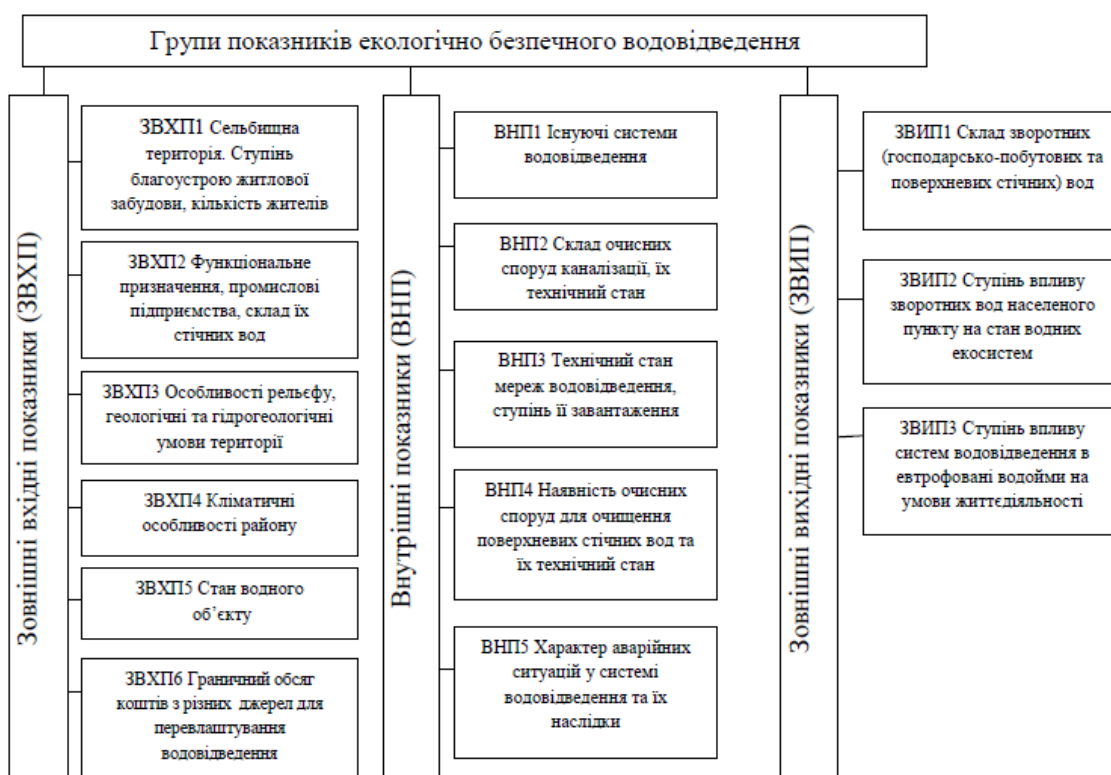 Групи показників екологічно безпечного водовідведення
Зовнішні вхідні показники (ЗВХП)
ЗВХП1 Сельбищна
територія. Ступінь
благоустрою житлової
забудови, кількість жителів
ЗВХП2 Функціональне
призначення, промислові
підприємства, склад їх
стічних вод
ЗВХП3 Особливості рельєфу,
геологічні та гідрогеологічні
умови території
ЗВХП4 Кліматичні
особливості району
ЗВХП5 Стан водного
об’єкту
ЗВХП6 Граничний обсяг
коштів з різних джерел для
перевлаштування
водовідведення
Внутрішні показники (ВНП)
ВНП1 Існуючі системи
водовідведення
ВНП2 Склад очисних
споруд каналізації, їх
технічний стан
ВНП3 Технічний стан
мереж водовідведення,
ступінь її завантаження
ВНП4 Наявність очисних
споруд для очищення
поверхневих стічних вод та
їх технічний стан
ВНП5 Характер аварійних
ситуацій у системі
водовідведення та їх
наслідки
Зовнішні вихідні показники (ЗВИП)
ЗВИП1 Склад зворотних
(господарсько-побутових та
поверхневих стічних) вод
ЗВИП2 Ступінь впливу
зворотних вод населеного
пункту на стан водних
екосистем
ЗВИП3 Ступінь впливу
систем водовідведення в
евтрофовані водойми на
умови життєдіяльності